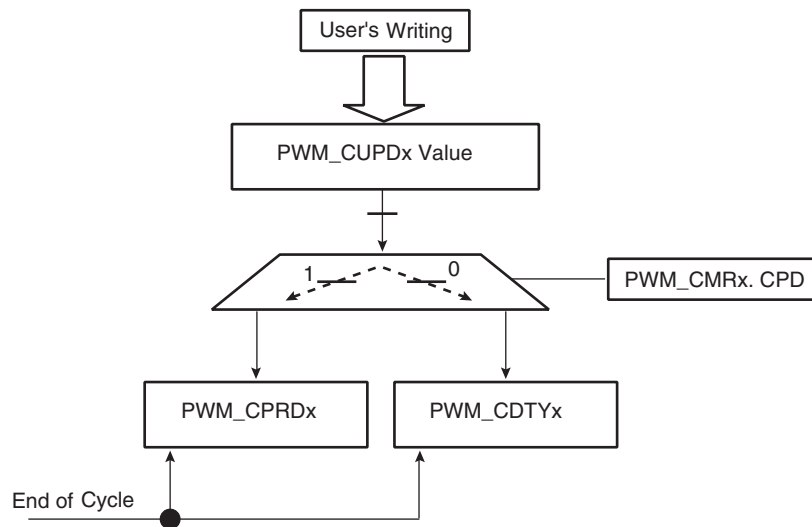 User's Writing
PWM_CUPDx Value
1
0
PWM_CMRx. CPD
PWM_CPRDx
PWM_CDTYx
End of Cycle